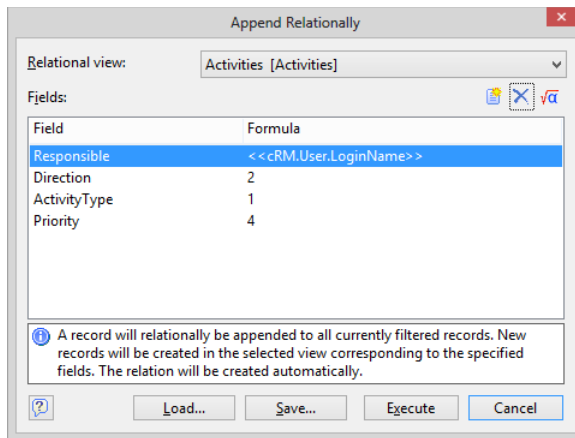 Append Relationally
Relational view:
Activities [Activities]
Fields:
Field Formula
Responsible <<cRM.User.LoginName>>
Direction 2
ActivityType 1
Priority 4
A record will relationally be appended to all currently filtered records. New
records will be created in the selected view corresponding to the specified
fields. The relation will be created automatically.
Load... Save... Execute Cancel